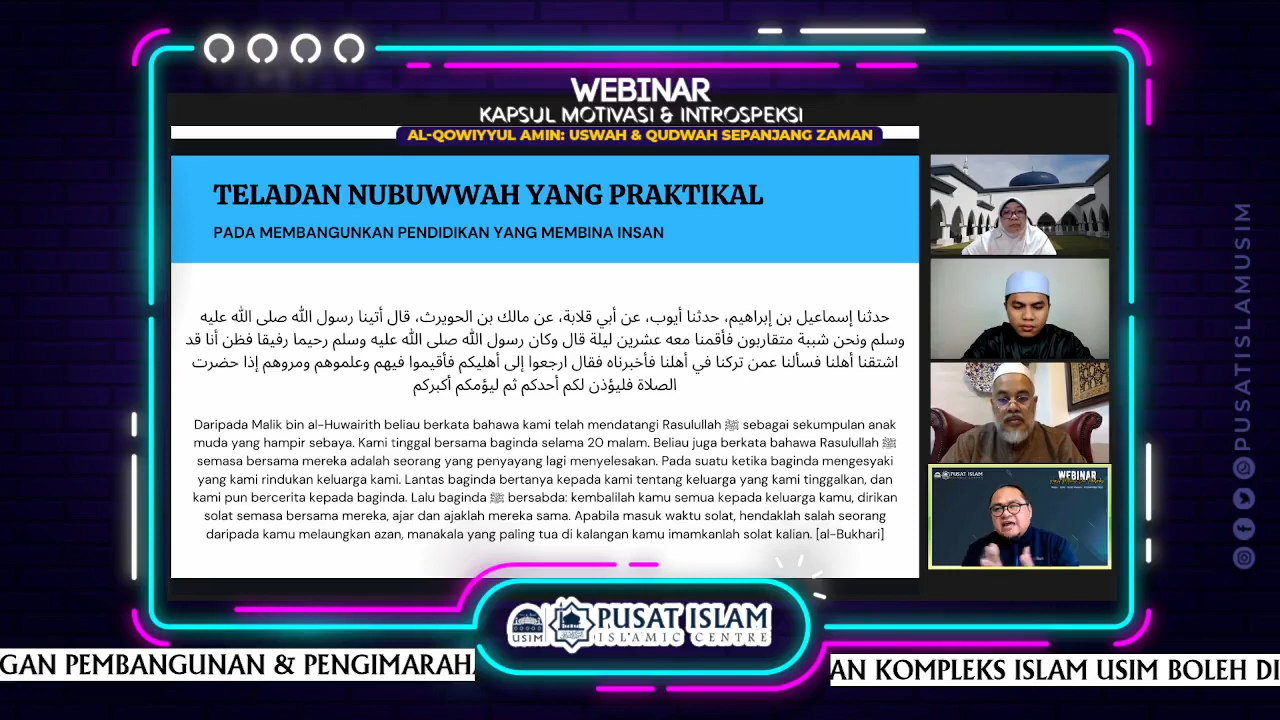 WEBINAR
KAPSUL MOTIVASI & INTROSPEKSI
AL-QOWIYYUL AMIN: USWAH & QUDWAH SEPANJANG ZAMAN
TELADAN NUBUWWAH YANG PRAKTIKAL
PADA MEMBANGUNKAN PENDIDIKAN YANG MEMBINA INSAN
حدثنا إسماعيل بن إبراهيم، حدثنا أيوب، عن أبي قلابة، عن مالك بن الحويرث، قال أتينا رسول الله صلى الله عليه
وسلم ونحن شببة متقاربون فأقمنا معه عشرين ليلة قال وكان رسول الله صلى الله عليه وسلم رحيما رفيقا فظن أنا قد
اشتقنا أهلنا فسألنا عمن تركنا في أهلنا فأخبرناه فقال ارجعوا إلى أهليكم فأقيموا فيهم وعلموهم ومروهم إذا حضرت
الصلاة فليؤذن لكم أحدكم ثم ليؤمكم أكبركم
Daripada Malik bin al-Huwairith beliau berkata bahawa kami telah mendatangi Rasulullah ﷺ sebagai sekumpulan anak
muda yang hampir sebaya. Kami tinggal bersama baginda selama 20 malam. Beliau juga berkata bahawa Rasulullah ﷺ
semasa bersama mereka adalah seorang yang penyayang lagi menyelesakan. Pada suatu ketika baginda mengesyaki
yang kami rindukan keluarga kami. Lantas baginda bertanya kepada kami tentang keluarga yang kami tinggalkan, dan
kami pun bercerita kepada baginda. Lalu baginda ﷺ bersabda: kembalilah kamu semua kepada keluarga kamu, dirikan
solat semasa bersama mereka, ajar dan ajaklah mereka sama. Apabila masuk waktu solat, hendaklah salah seorang
daripada kamu melaungkan azan, manakala yang paling tua di kalangan kamu imamkanlah solat kalian. [al-Bukhari]
PUSAT ISLAM
WEBINAR
PUSATISLAMUSIM
USIM
PUSAT ISLAM
ISLAMIC CENTRE
GAN PEMBANGUNAN & PENGIMARAHA
AN KOMPLEKS ISLAM USIM BOLEH DI